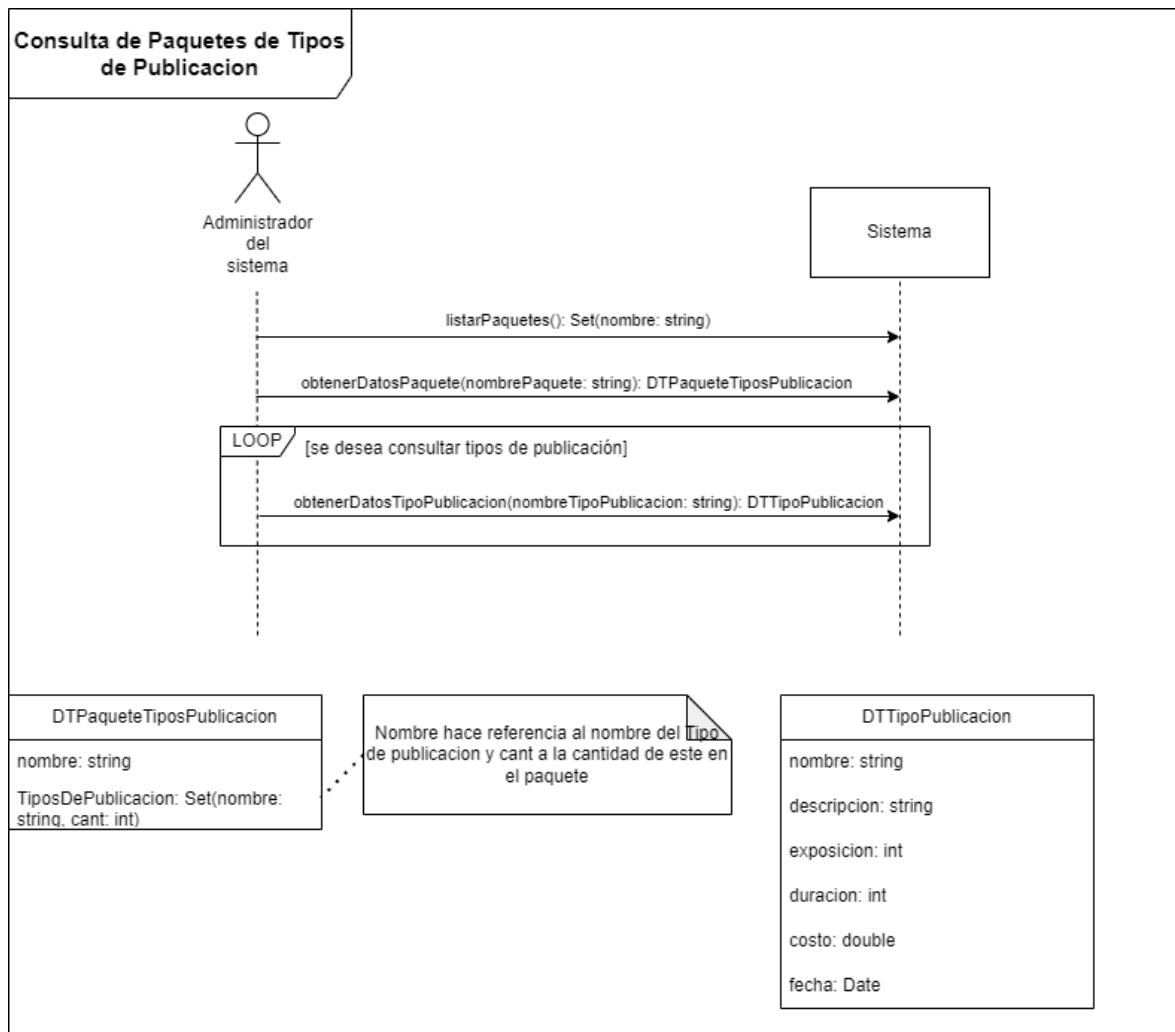 Consulta de Paquetes de Tipos
de Publicacion
Administrador
del
sistema
Sistema
listarPaquetes(): Set(nombre: string)
obtenerDatosPaquete(nombrePaquete: string): DTPaqueteTiposPublicacion
LOOP
[se desea consultar tipos de publicación]
obtenerDatosTipoPublicacion(nombreTipoPublicacion: string): DTTipoPublicacion
DTPaqueteTiposPublicacion
nombre: string
TiposDePublicacion: Set(nombre:
string, cant: int)
Nombre hace referencia al nombre del Tipo
de publicacion y cant a la cantidad de este en
el paquete
DTTipoPublicacion
nombre: string
descripcion: string
exposicion: int
duracion: int
costo: double
fecha: Date